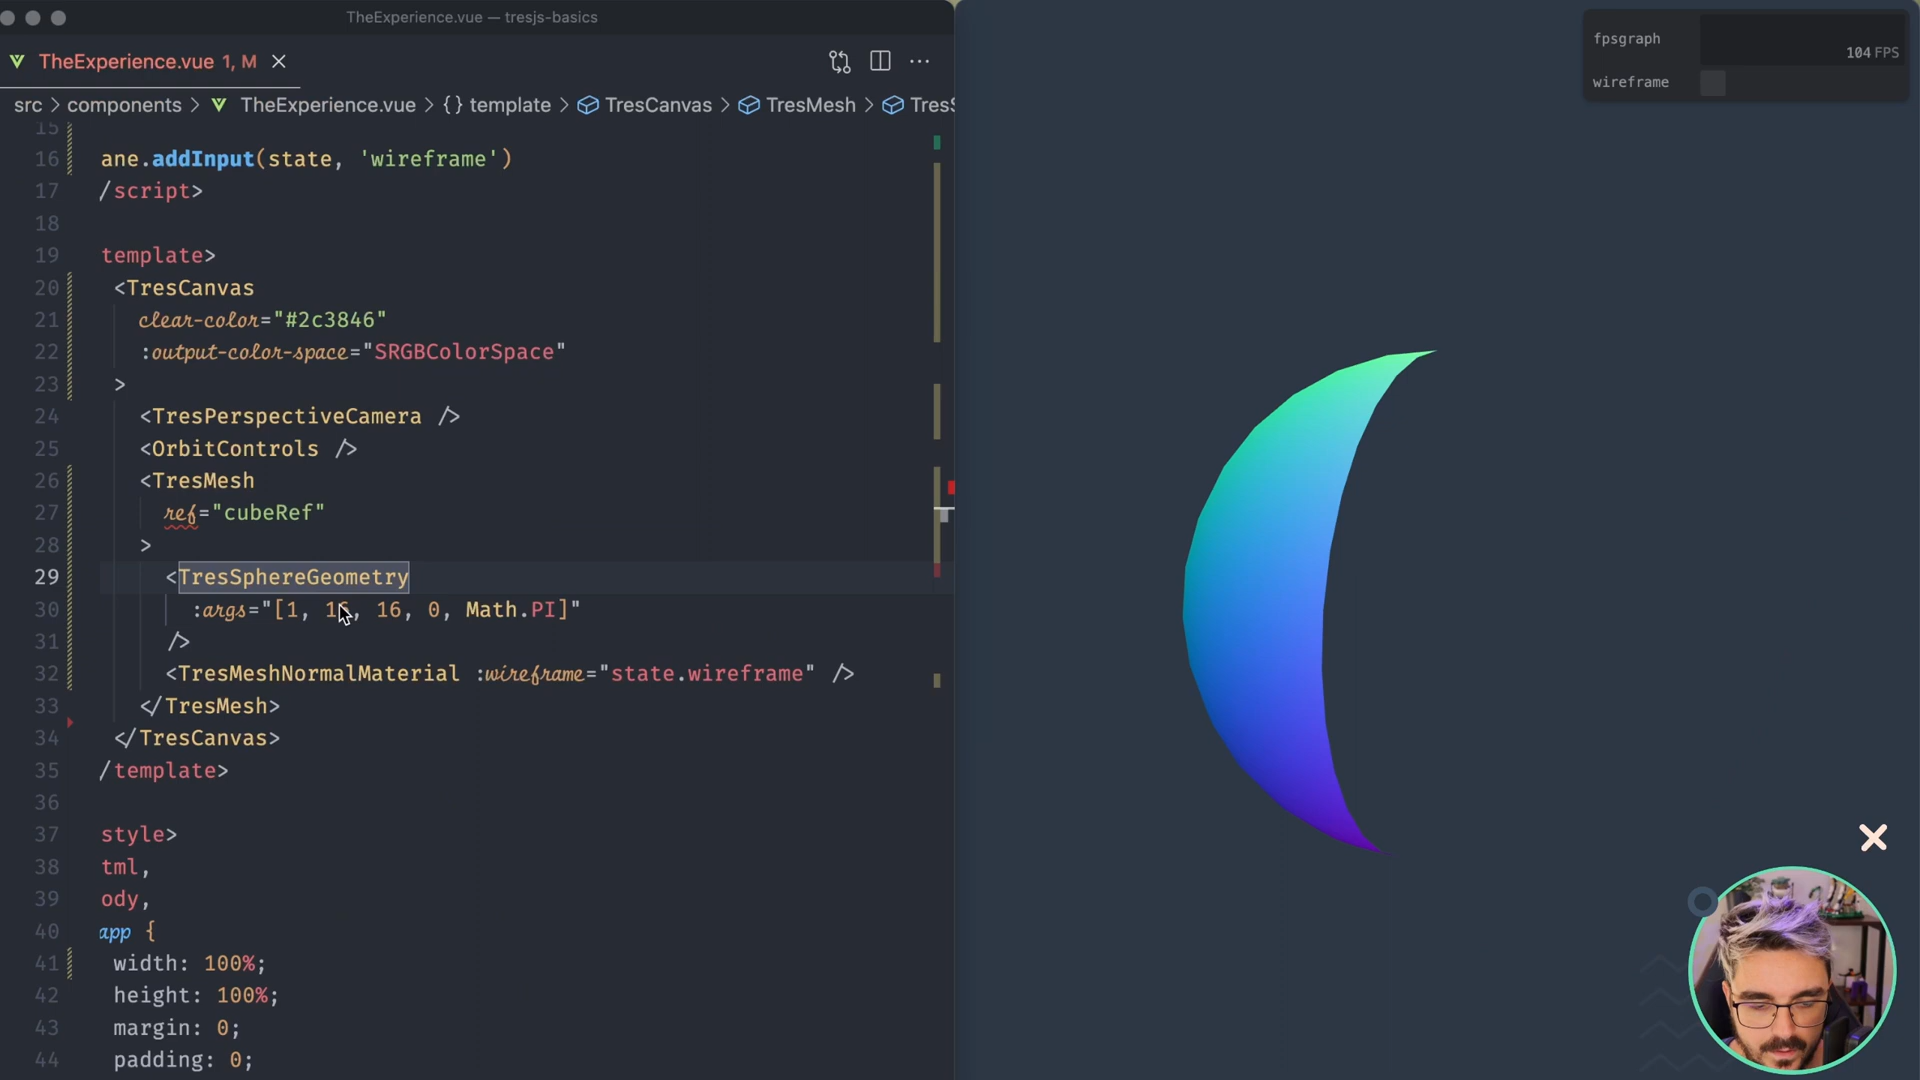 TheExperience.vue — tresjs-basics
TheExperience.vue 1, M
src > components > TheExperience.vue > {} template > TresCanvas > TresMesh > TresS
15
16 ane.addInput(state, 'wireframe')
17 /script>
18
19 template>
20 <TresCanvas
21 clear-color="#2c3846"
22 :output-color-space="SRGBColorSpace"
23 >
24 <TresPerspectiveCamera />
25 <OrbitControls />
26 <TresMesh
27 ref="cubeRef"
28 >
29 <TresSphereGeometry
30 :args="[1, 16, 16, 0, Math.PI]"
31 />
32 <TresMeshNormalMaterial :wireframe="state.wireframe" />
33 </TresMesh>
34 </TresCanvas>
35 /template>
36
37 style>
38 tml,
39 ody,
40 app {
41 width: 100%;
42 height: 100%;
43 margin: 0;
44 padding: 0;
fpsgraph
104 FPS
wireframe